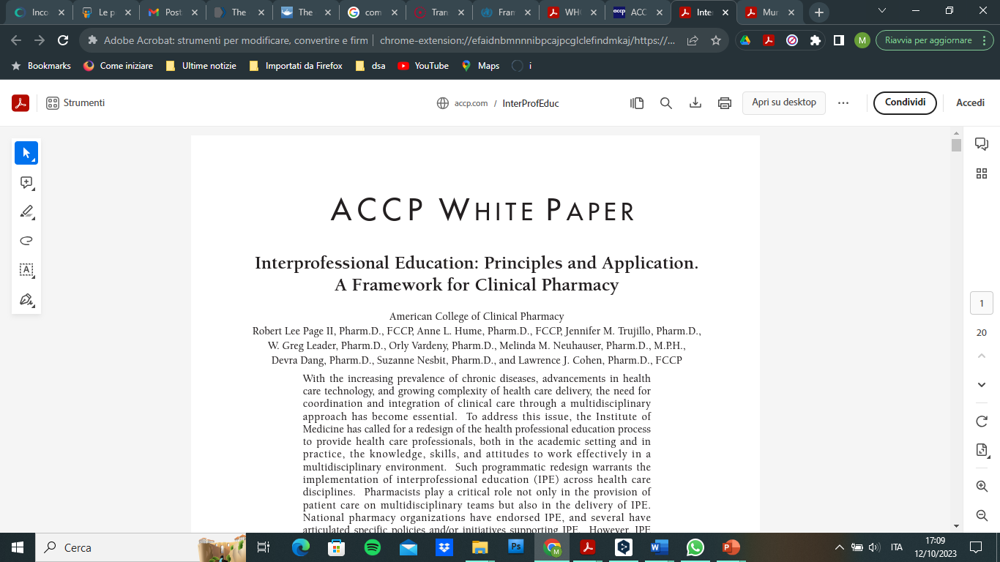 Inco
Le p
Post
The
The
com
Tran
Fran
WHO
accp
ACC
Inter
Mur
Adobe Acrobat: strumenti per modificare, convertire e firm
chrome-extension://efaidnbmnnnibpcajpcglclefindmkaj/https://...
M
Riavvia per aggiornare
Bookmarks
Come iniziare
Ultime notizie
Importati da Firefox
dsa
YouTube
Maps
i
Strumenti
accp.com / InterProfEduc
Apri su desktop
Condividi
Accedi
ACCP WHITE PAPER
Interprofessional Education: Principles and Application.
A Framework for Clinical Pharmacy
American College of Clinical Pharmacy
Robert Lee Page II, Pharm.D., FCCP, Anne L. Hume, Pharm.D., FCCP, Jennifer M. Trujillo, Pharm.D.,
W. Greg Leader, Pharm.D., Orly Vardeny, Pharm.D., Melinda M. Neuhauser, Pharm.D., M.P.H.,
Devra Dang, Pharm.D., Suzanne Nesbit, Pharm.D., and Lawrence J. Cohen, Pharm.D., FCCP
With the increasing prevalence of chronic diseases, advancements in health
care technology, and growing complexity of health care delivery, the need for
coordination and integration of clinical care through a multidisciplinary
approach has become essential. To address this issue, the Institute of
Medicine has called for a redesign of the health professional education process
to provide health care professionals, both in the academic setting and in
practice, the knowledge, skills, and attitudes to work effectively in a
multidisciplinary environment. Such programmatic redesign warrants the
implementation of interprofessional education (IPE) across health care
disciplines. Pharmacists play a critical role not only in the provision of
patient care on multidisciplinary teams but also in the delivery of IPE.
National pharmacy organizations have endorsed IPE, and several have
articulated specific policies and/or initiatives supporting IPE. However, IPE
1
20
Cerca
Ps
M
ITA
17:09
12/10/2023